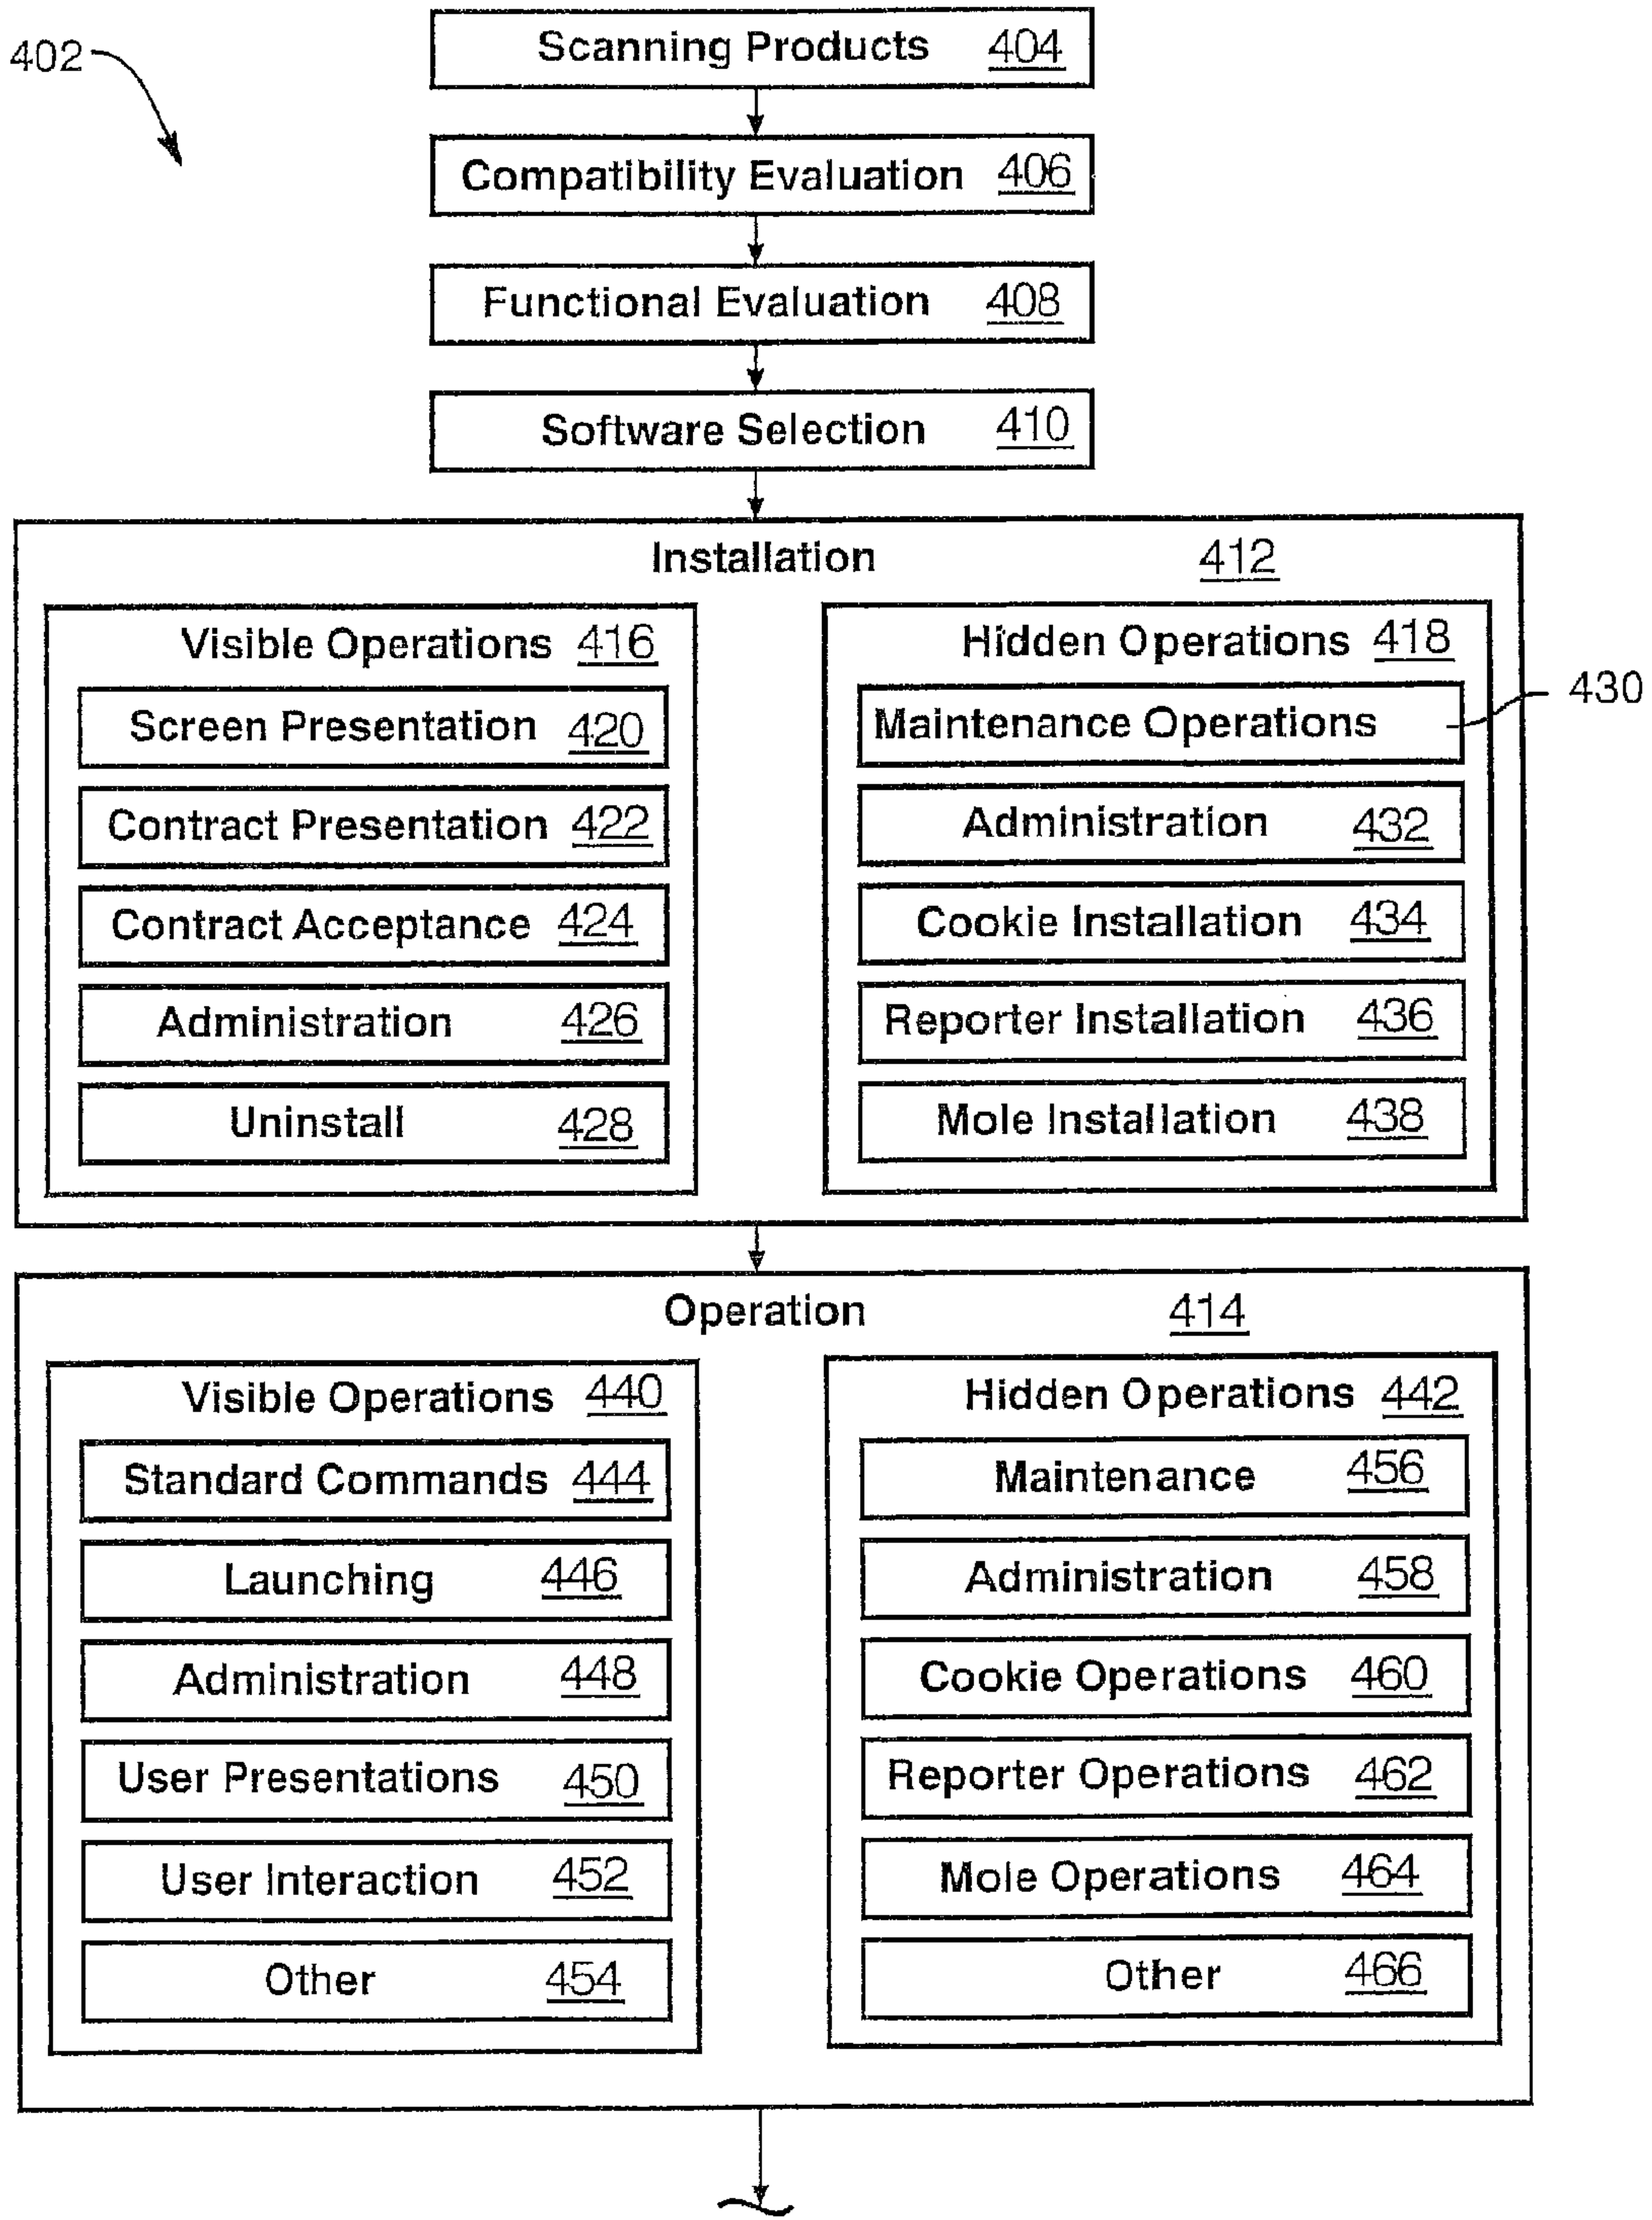 402
Scanning Products 404
Compatibility Evaluation 406
Functional Evaluation 408
Software Selection 410
Installation 412
Visible Operations 416
Screen Presentation 420
Contract Presentation 422
Contract Acceptance 424
Administration 426
Uninstall 428
Hidden Operations 418
Maintenance Operations 430
Administration 432
Cookie Installation 434
Reporter Installation 436
Mole Installation 438
Operation 414
Visible Operations 440
Standard Commands 444
Launching 446
Administration 448
User Presentations 450
User Interaction 452
Other 454
Hidden Operations 442
Maintenance 456
Administration 458
Cookie Operations 460
Reporter Operations 462
Mole Operations 464
Other 466